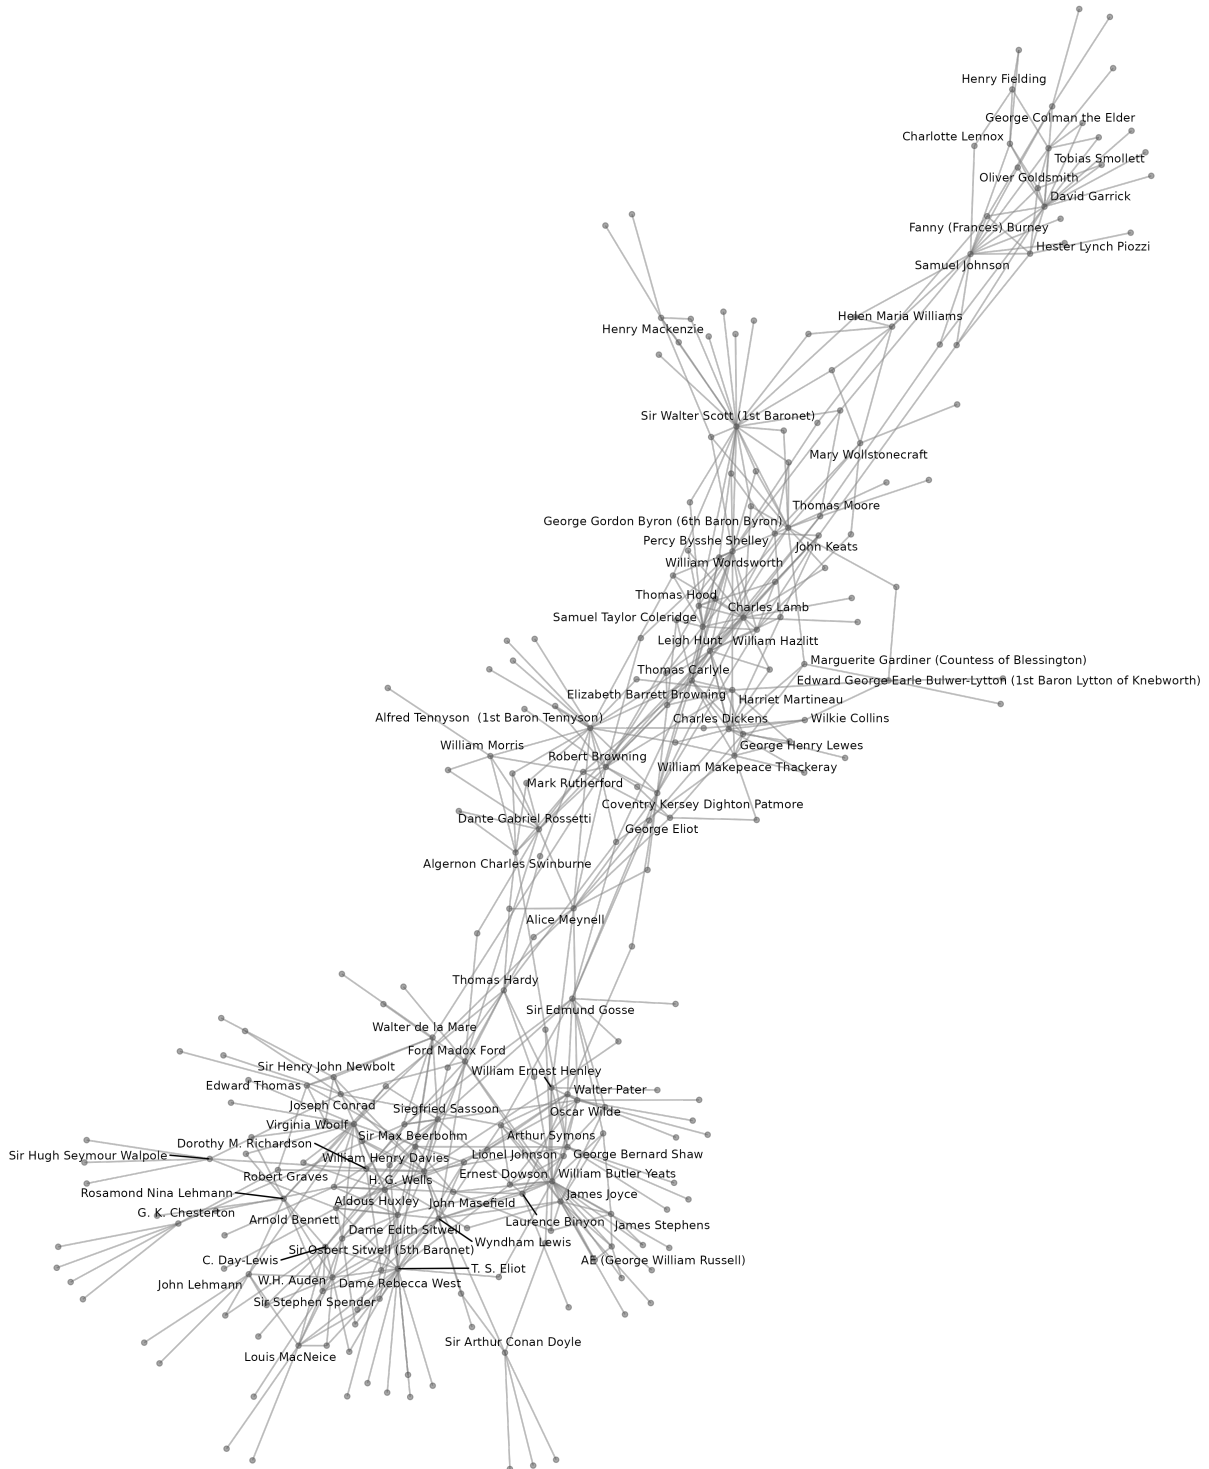 Henry Fielding
George Colman the Elder
Charlotte Lennox
Tobias Smollett
Oliver Goldsmith
David Garrick
Fanny (Frances) Burney
Hester Lynch Piozzi
Samuel Johnson
Helen Maria Williams
Henry Mackenzie
Sir Walter Scott (1st Baronet)
Mary Wollstonecraft
Thomas Moore
George Gordon Byron (6th Baron Byron)
Percy Bysshe Shelley
John Keats
William Wordsworth
Thomas Hood
Charles Lamb
Samuel Taylor Coleridge
Leigh Hunt
William Hazlitt
Marguerite Gardiner (Countess of Blessington)
Thomas Carlyle
Edward George Earle Bulwer-Lytton (1st Baron Lytton of Knebworth)
Elizabeth Barrett Browning
Harriet Martineau
Alfred Tennyson (1st Baron Tennyson)
Charles Dickens
Wilkie Collins
William Morris
George Henry Lewes
Robert Browning
William Makepeace Thackeray
Mark Rutherford
Coventry Kersey Dighton Patmore
Dante Gabriel Rossetti
George Eliot
Algernon Charles Swinburne
Alice Meynell
Thomas Hardy
Sir Edmund Gosse
Walter de la Mare
Ford Madox Ford
Sir Henry John Newbolt
William Ernest Henley
Edward Thomas
Walter Pater
Joseph Conrad
Siegfried Sassoon
Oscar Wilde
Virginia Woolf
Sir Max Beerbohm
Arthur Symons
Dorothy M. Richardson
Sir Hugh Seymour Walpole
William Henry Davies
Lionel Johnson
George Bernard Shaw
Robert Graves
H. G. Wells
Ernest Dowson
William Butler Yeats
Rosamond Nina Lehmann
Aldous Huxley
John Masefield
James Joyce
G. K. Chesterton
Arnold Bennett
Laurence Binyon
James Stephens
Dame Edith Sitwell
Wyndham Lewis
Sir Osbert Sitwell (5th Baronet)
C. Day-Lewis
AE (George William Russell)
T. S. Eliot
John Lehmann
W.H. Auden
Dame Rebecca West
Sir Stephen Spender
Sir Arthur Conan Doyle
Louis MacNeice